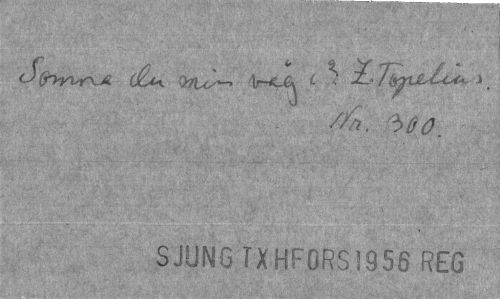 Somna du min våg (?) Z. Topelius.
Nr. 300.
SJUNG TXHFORS1956 REG